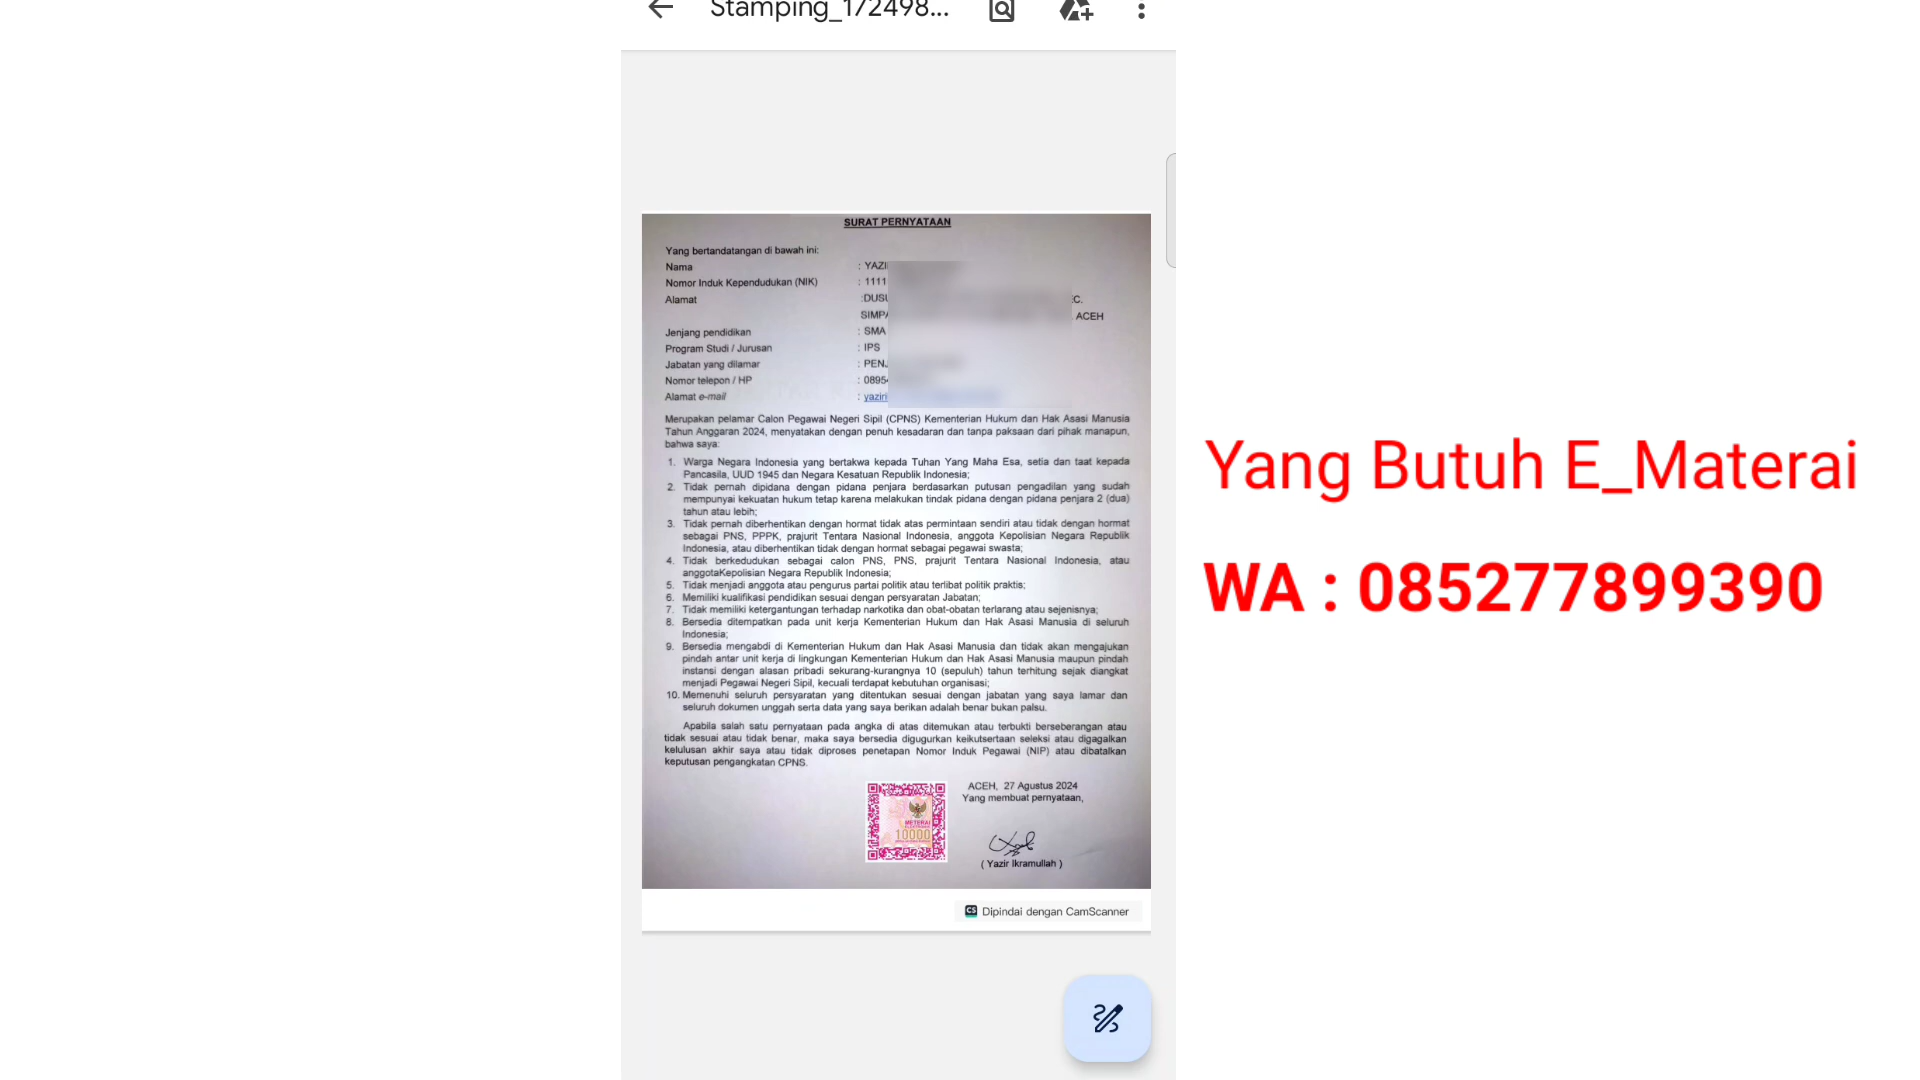 Stamping_172498...
SURAT PERNYATAAN
Yang bertandatangan di bawah ini:
Nama : YAZI
Nomor Induk Kependudukan (NIK) : 1111
Alamat :DUSU EC.
SIMPA ACEH
Jenjang pendidikan : SMA
Program Studi / Jurusan : IPS
Jabatan yang dilamar : PENJ
Nomor telepon / HP : 0895
Alamat e-mail : yaziri
Merupakan pelamar Calon Pegawai Negeri Sipil (CPNS) Kementerian Hukum dan Hak Asasi Manusia
Tahun Anggaran 2024, menyatakan dengan penuh kesadaran dan tanpa paksaan dari pihak manapun,
bahwa saya:
1. Warga Negara Indonesia yang bertakwa kepada Tuhan Yang Maha Esa, setia dan taat kepada
Pancasila, UUD 1945 dan Negara Kesatuan Republik Indonesia;
2. Tidak pernah dipidana dengan pidana penjara berdasarkan putusan pengadilan yang sudah
mempunyai kekuatan hukum tetap karena melakukan tindak pidana dengan pidana penjara 2 (dua)
tahun atau lebih;
3. Tidak pernah diberhentikan dengan hormat tidak atas permintaan sendiri atau tidak dengan hormat
sebagai PNS, PPPK, prajurit Tentara Nasional Indonesia, anggota Kepolisian Negara Republik
Indonesia, atau diberhentikan tidak dengan hormat sebagai pegawai swasta;
4. Tidak berkedudukan sebagai calon PNS, PNS, prajurit Tentara Nasional Indonesia, atau
anggotaKepolisian Negara Republik Indonesia;
5. Tidak menjadi anggota atau pengurus partai politik atau terlibat politik praktis;
6. Memiliki kualifikasi pendidikan sesuai dengan persyaratan Jabatan;
7. Tidak memiliki ketergantungan terhadap narkotika dan obat-obatan terlarang atau sejenisnya;
8. Bersedia ditempatkan pada unit kerja Kementerian Hukum dan Hak Asasi Manusia di seluruh
Indonesia;
9. Bersedia mengabdi di Kementerian Hukum dan Hak Asasi Manusia dan tidak akan mengajukan
pindah antar unit kerja di lingkungan Kementerian Hukum dan Hak Asasi Manusia maupun pindah
instansi dengan alasan pribadi sekurang-kurangnya 10 (sepuluh) tahun terhitung sejak diangkat
menjadi Pegawai Negeri Sipil, kecuali terdapat kebutuhan organisasi;
10. Memenuhi seluruh persyaratan yang ditentukan sesuai dengan jabatan yang saya lamar dan
seluruh dokumen unggah serta data yang saya berikan adalah benar bukan palsu.
Apabila salah satu pernyataan pada angka di atas ditemukan atau terbukti berseberangan atau
tidak sesuai atau tidak benar, maka saya bersedia digugurkan keikutsertaan seleksi atau digagalkan
kelulusan akhir saya atau tidak diproses penetapan Nomor Induk Pegawai (NIP) atau dibatalkan
keputusan pengangkatan CPNS.
ACEH, 27 Agustus 2024
Yang membuat pernyataan,
METERAI
10000
( Yazir Ikramullah )
CS Dipindai dengan CamScanner
Yang Butuh E_Materai
WA : 085277899390